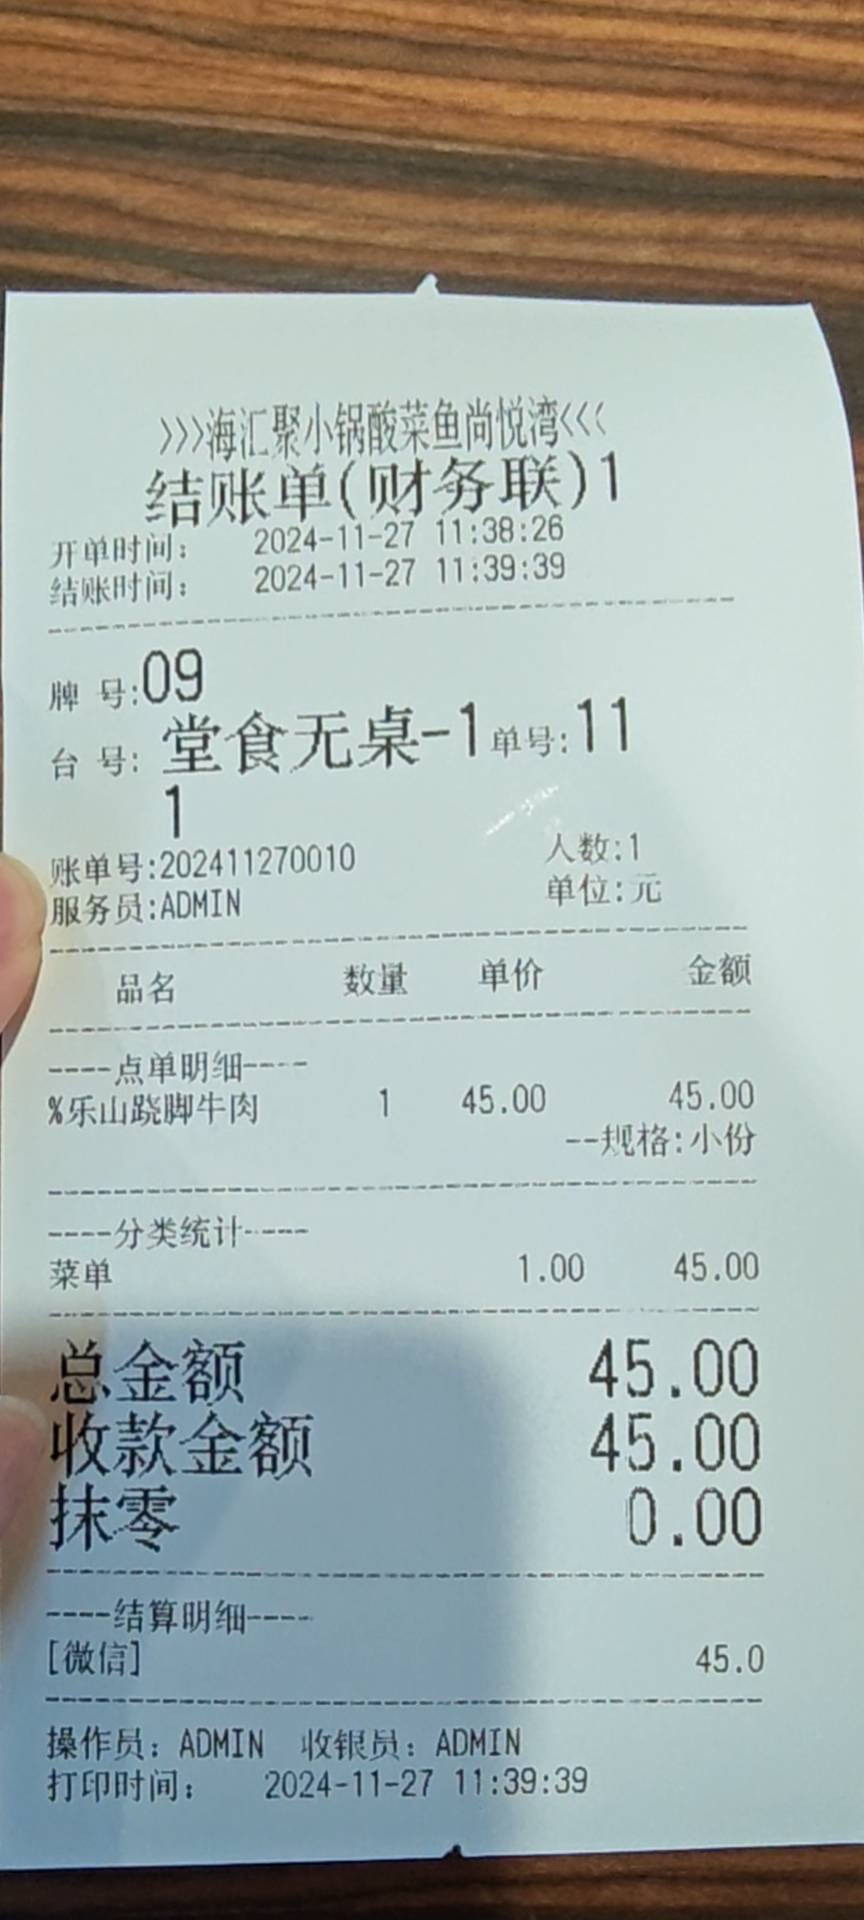 >>>海汇聚小锅酸菜鱼尚悦湾<<<
结账单(财务联)1
开单时间： 2024-11-27 11:38:26
结账时间： 2024-11-27 11:39:39
牌 号:09
台 号: 堂食无桌-1 单号:11
1
账单号:202411270010 人数:1
服务员:ADMIN 单位:元
品名 数量 单价 金额
----点单明细----
%乐山跷脚牛肉 1 45.00 45.00
--规格:小份
----分类统计----
菜单 1.00 45.00
总金额 45.00
收款金额 45.00
抹零 0.00
----结算明细----
[微信] 45.0
操作员：ADMIN 收银员：ADMIN
打印时间： 2024-11-27 11:39:39